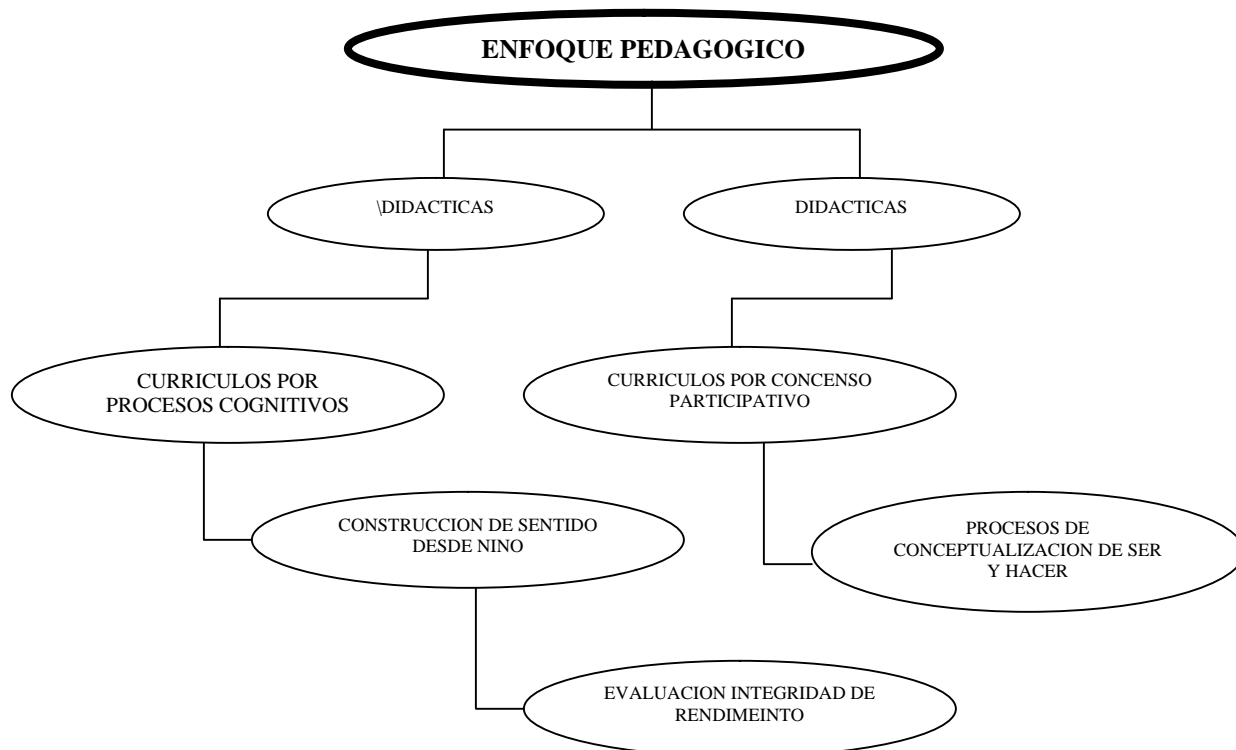 ENFOQUE PEDAGOGICO
\DIDACTICAS
DIDACTICAS
CURRICULOS POR
PROCESOS COGNITIVOS
CURRICULOS POR CONCENSO
PARTICIPATIVO
CONSTRUCCION DE SENTIDO
DESDE NINO
PROCESOS DE
CONCEPTUALIZACION DE SER
Y HACER
EVALUACION INTEGRIDAD DE
RENDIMEINTO